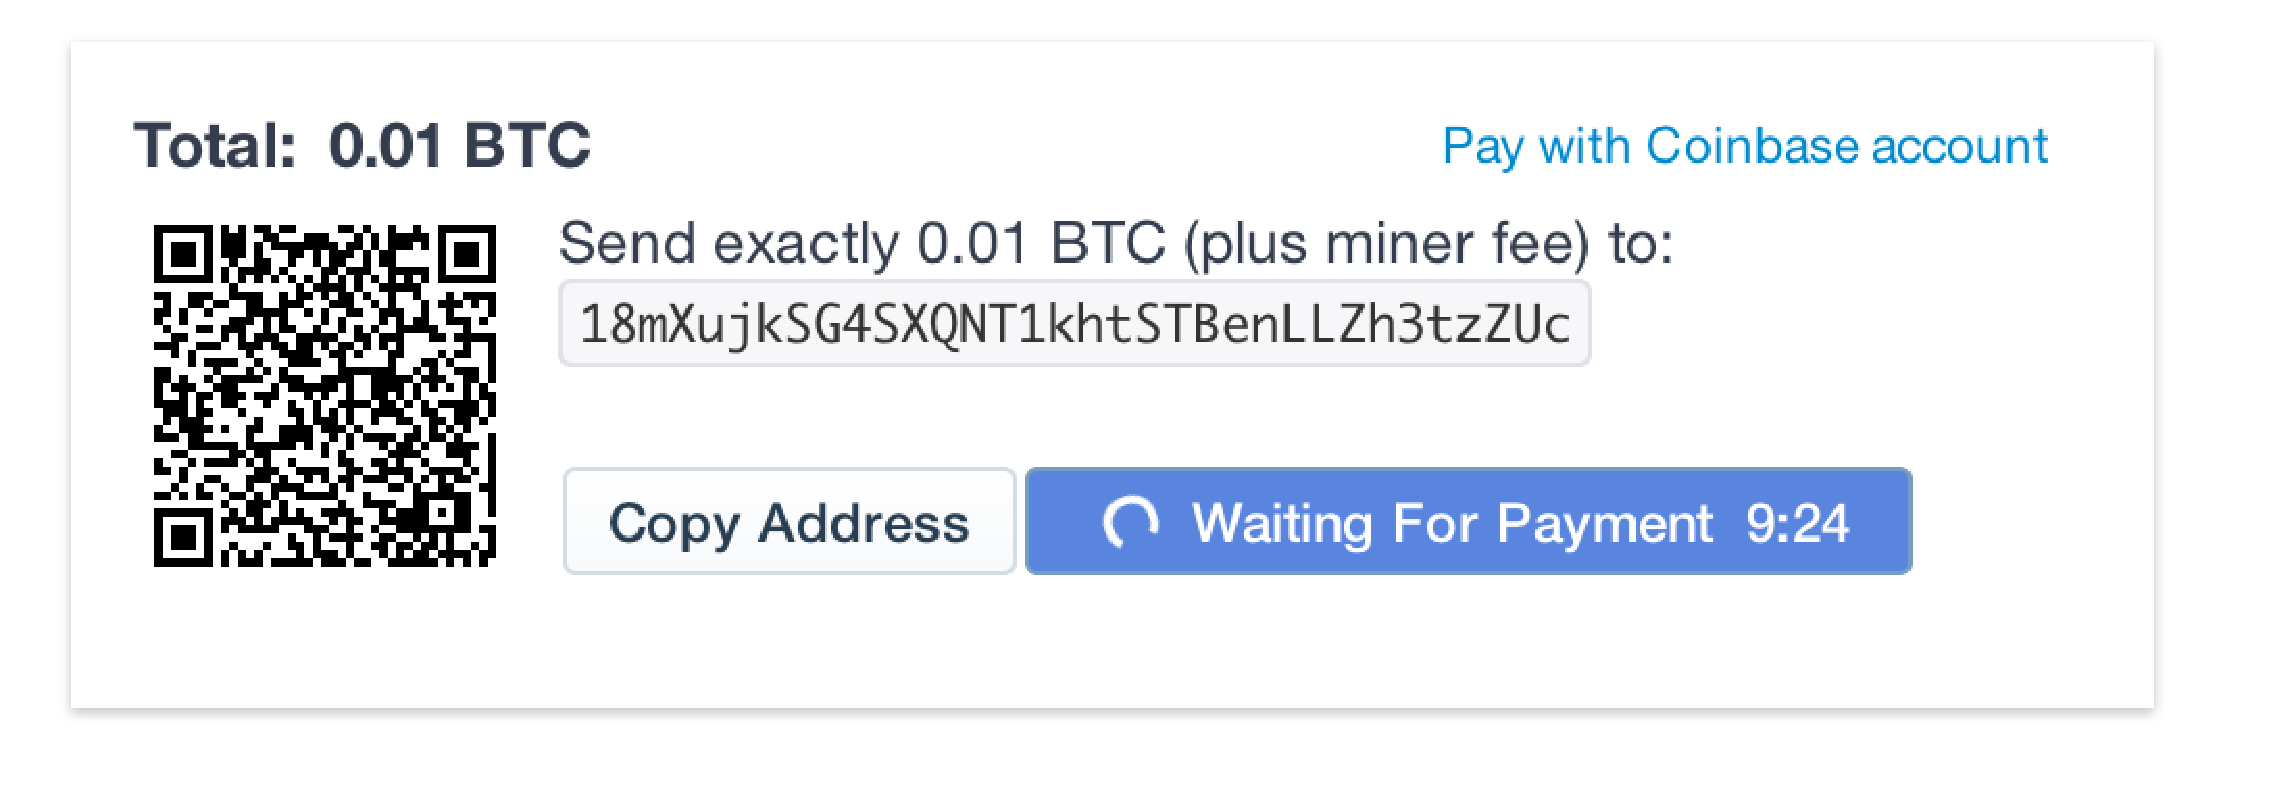 Total: 0.01 BTC
Pay with Coinbase account
Send exactly 0.01 BTC (plus miner fee) to:
18mXujkSG4SXQNT1khtSTBenLLZh3tzZUc
Copy Address
Waiting For Payment 9:24